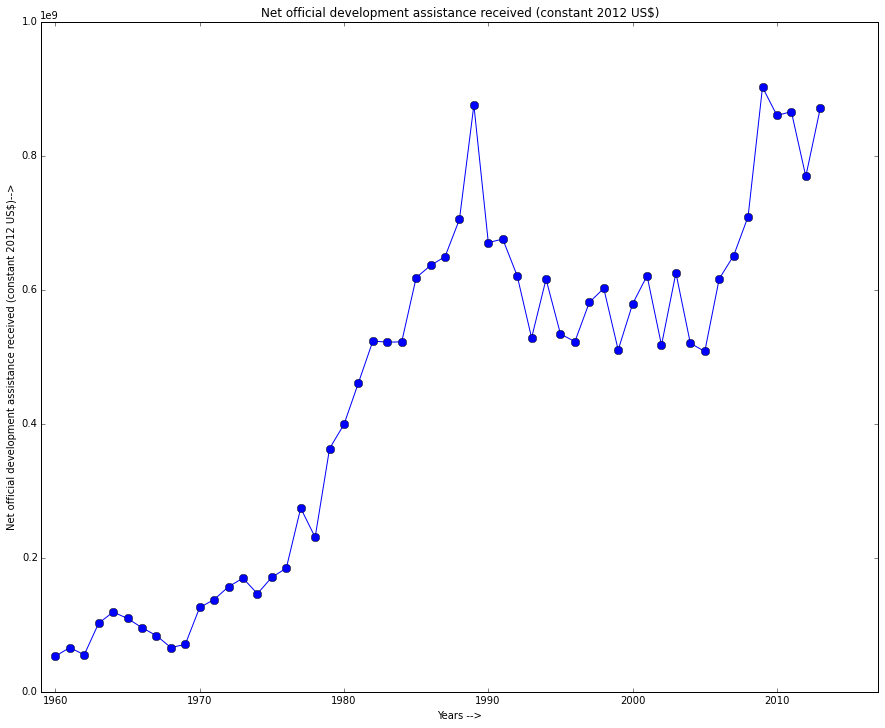 Net official development assistance received (constant 2012 US$)
1e9
1.0
0.8
0.6
0.4
0.2
0.0
Net official development assistance received (constant 2012 US$)-->
1960 1970 1980 1990 2000 2010
Years -->